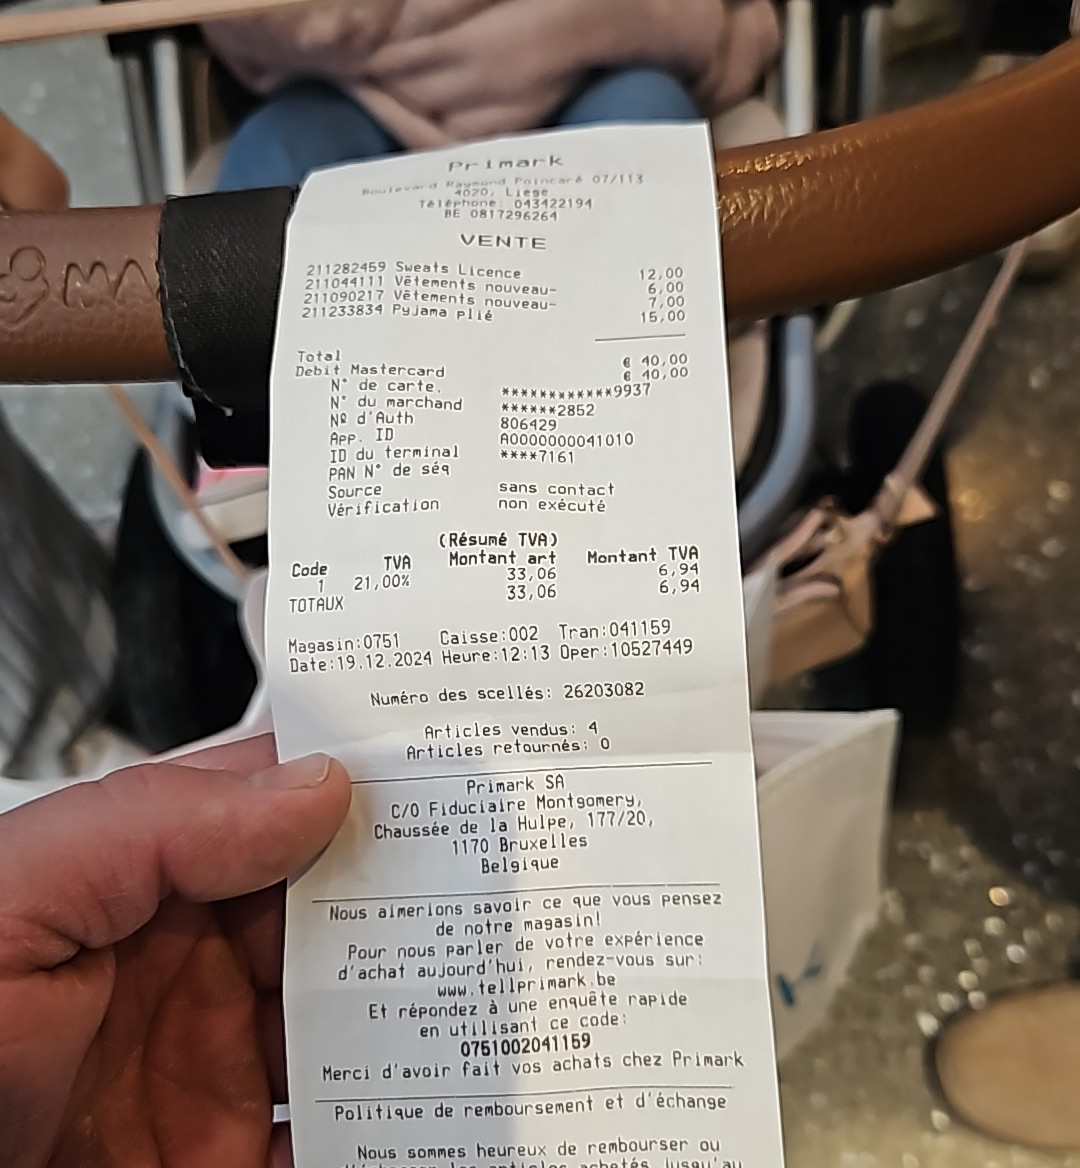 Primark
Boulevard Raymond Poincaré 07/113
4020, Liege
Téléphone: 043422194
BE 0817296264
VENTE
211282459 Sweats Licence 12,00
211044111 Vêtements nouveau- 6,00
211090217 Vêtements nouveau- 7,00
211233834 Pyjama plié 15,00
Total € 40,00
Debit Mastercard € 40,00
N° de carte. ************9937
N° du marchand ******2852
Nº d'Auth 806429
App. ID A0000000041010
ID du terminal ****7161
PAN N° de séq
Source sans contact
Vérification non exécuté
(Résumé TVA)
Code TVA Montant art Montant TVA
1 21,00% 33,06 6,94
TOTAUX 33,06 6,94
Magasin:0751 Caisse:002 Tran:041159
Date:19.12.2024 Heure:12:13 Oper:10527449
Numéro des scellés: 26203082
Articles vendus: 4
Articles retournés: 0
Primark SA
C/O Fiduciaire Montgomery,
Chaussée de la Hulpe, 177/20,
1170 Bruxelles
Belgique
Nous aimerions savoir ce que vous pensez
de notre magasin!
Pour nous parler de votre expérience
d'achat aujourd'hui, rendez-vous sur:
www.tellprimark.be
Et répondez à une enquête rapide
en utilisant ce code:
0751002041159
Merci d'avoir fait vos achats chez Primark
Politique de remboursement et d'échange
Nous sommes heureux de rembourser ou
les articles achetés jusqu'au